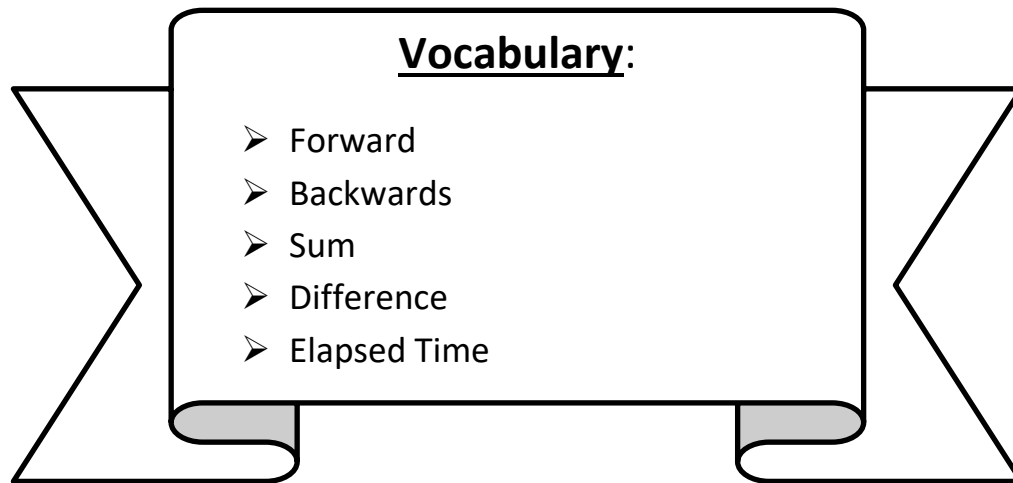 Vocabulary:
➢ Forward
➢ Backwards
➢ Sum
➢ Difference
➢ Elapsed Time